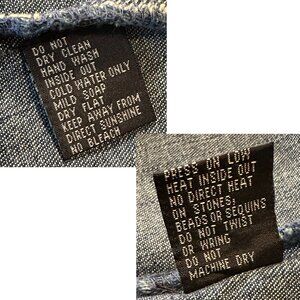 DO NOT
DRY CLEAN
HAND WASH
INSIDE OUT
COLD WATER ONLY
MILD SOAP
DRY FLAT
KEEP AWAY FROM
DIRECT SUNSHINE
NO BLEACH
PRESS ON LOW
HEAT INSIDE OUT
NO DIRECT HEAT
ON STONES,
BEADS OR SEQUINS
DO NOT TWIST
OR WRING
DO NOT
MACHINE DRY